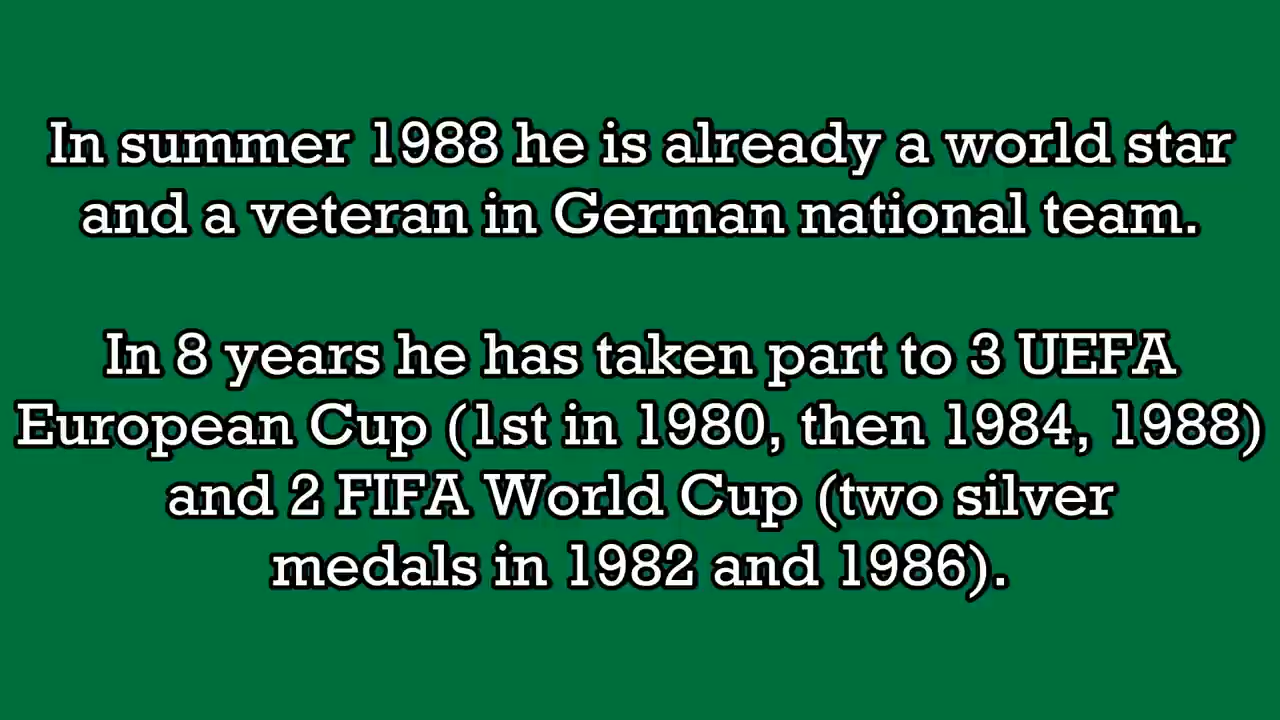 In summer 1988 he is already a world star
and a veteran in German national team.
In 8 years he has taken part to 3 UEFA
European Cup (1st in 1980, then 1984, 1988)
and 2 FIFA World Cup (two silver
medals in 1982 and 1986).